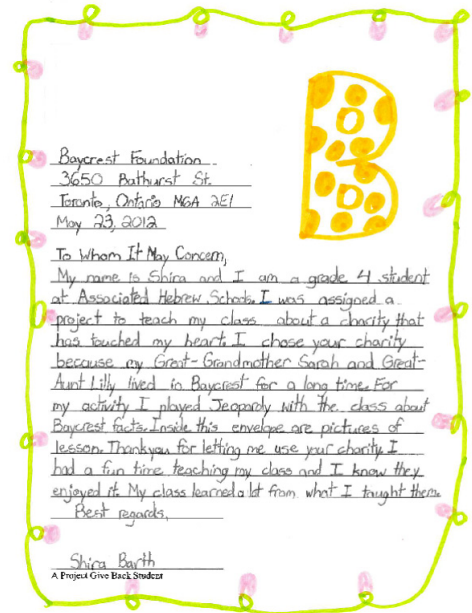 B
Baycrest Foundation
3650 Bathurst St.
Toronto, Ontario M6A 2E1
May 23, 2012
To Whom It May Concern,
My name is Shira and I am a grade 4 student
at Associated Hebrew Schools. I was assigned a
project to teach my class about a charity that
has touched my heart. I chose your charity
because my Great-Grandmother Sarah and Great-
Aunt Lilly lived in Baycrest for a long time. For
my activity I played Jeopardy with the class about
Baycrest facts. Inside this envelope are pictures of
lesson. Thankyou for letting me use your charity. I
had a fun time teaching my class and I know they
enjoyed it. My class learned a lot from what I taught them.
Best regards,
Shira Barth
A Project Give Back Student